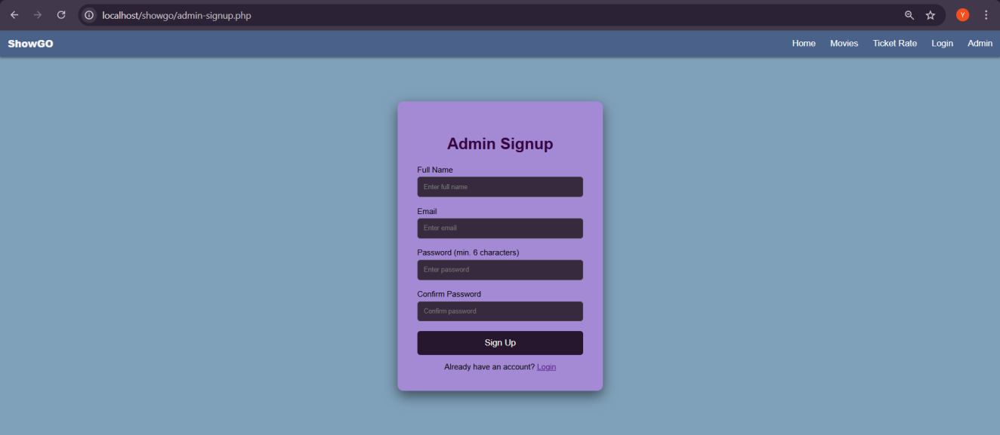 localhost/showgo/admin-signup.php
Y
ShowGO
Home Movies Ticket Rate Login Admin
Admin Signup
Full Name
Enter full name
Email
Enter email
Password (min. 6 characters)
Enter password
Confirm Password
Confirm password
Sign Up
Already have an account? Login